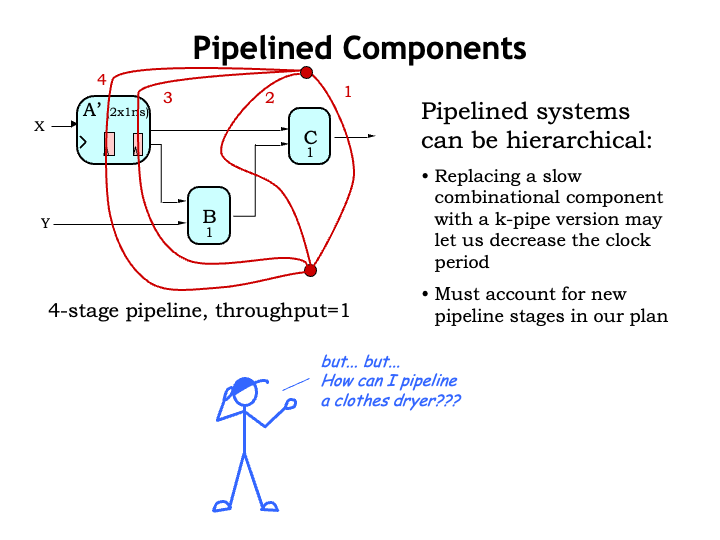 Pipelined Components
4
3
2
1
A' (2x1ns)
X
C
1
B
1
Y
4-stage pipeline, throughput=1
Pipelined systems
can be hierarchical:
• Replacing a slow
combinational component
with a k-pipe version may
let us decrease the clock
period
• Must account for new
pipeline stages in our plan
but... but...
How can I pipeline
a clothes dryer???